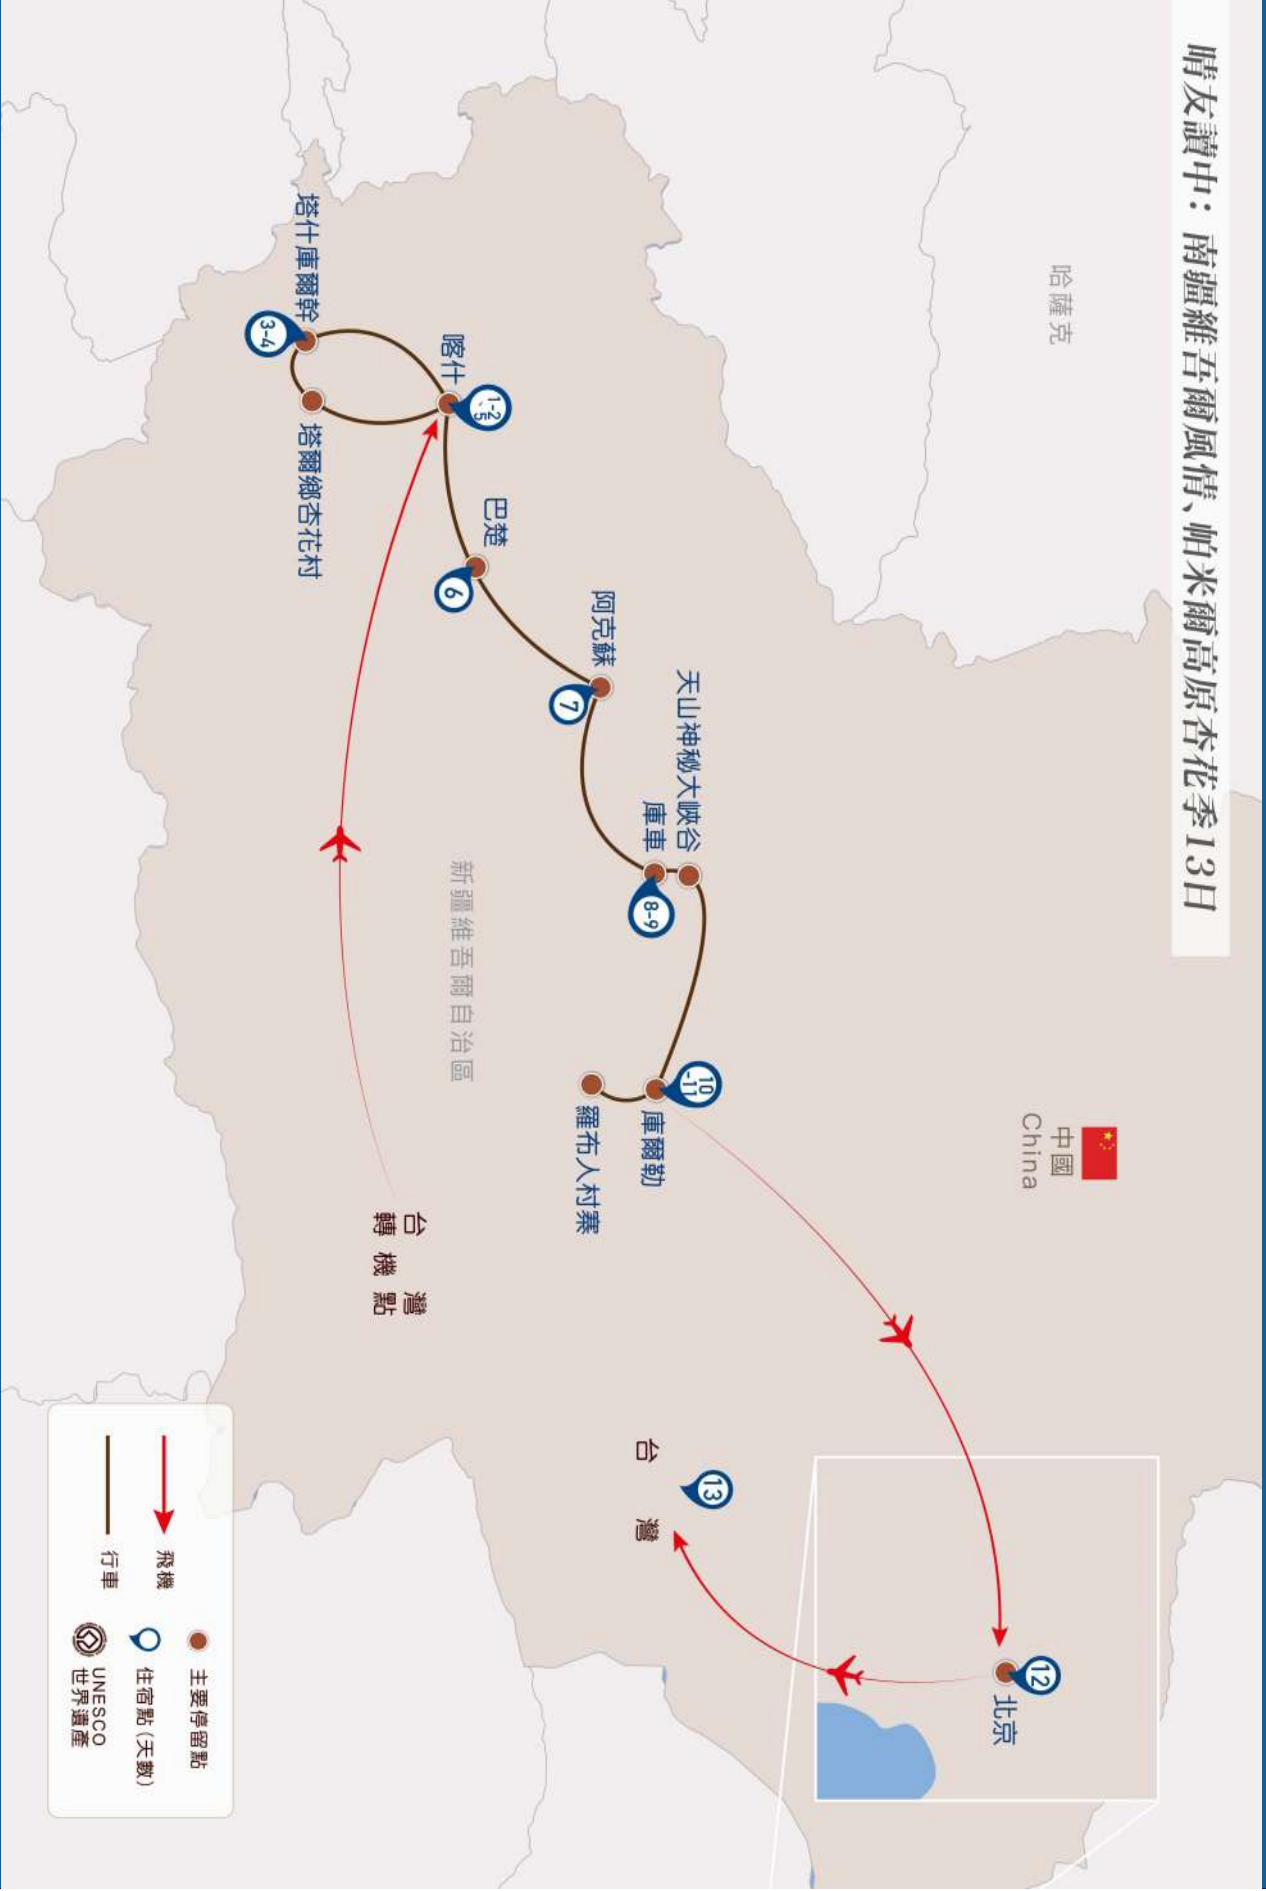 晴友讀中：南疆維吾爾風情、帕米爾高原杏花季13日
哈薩克
中國
China
天山神秘大峽谷
庫車
8-9
10
-11
庫爾勒
羅布人村寨
阿克蘇
7
巴楚
6
喀什
1-2
、5
塔什庫爾幹
3-4
塔爾鄉杏花村
新疆維吾爾自治區
台灣
轉機點
12
北京
13
台灣
飛機
行車
主要停留點
住宿點(天數)
UNESCO
世界遺產